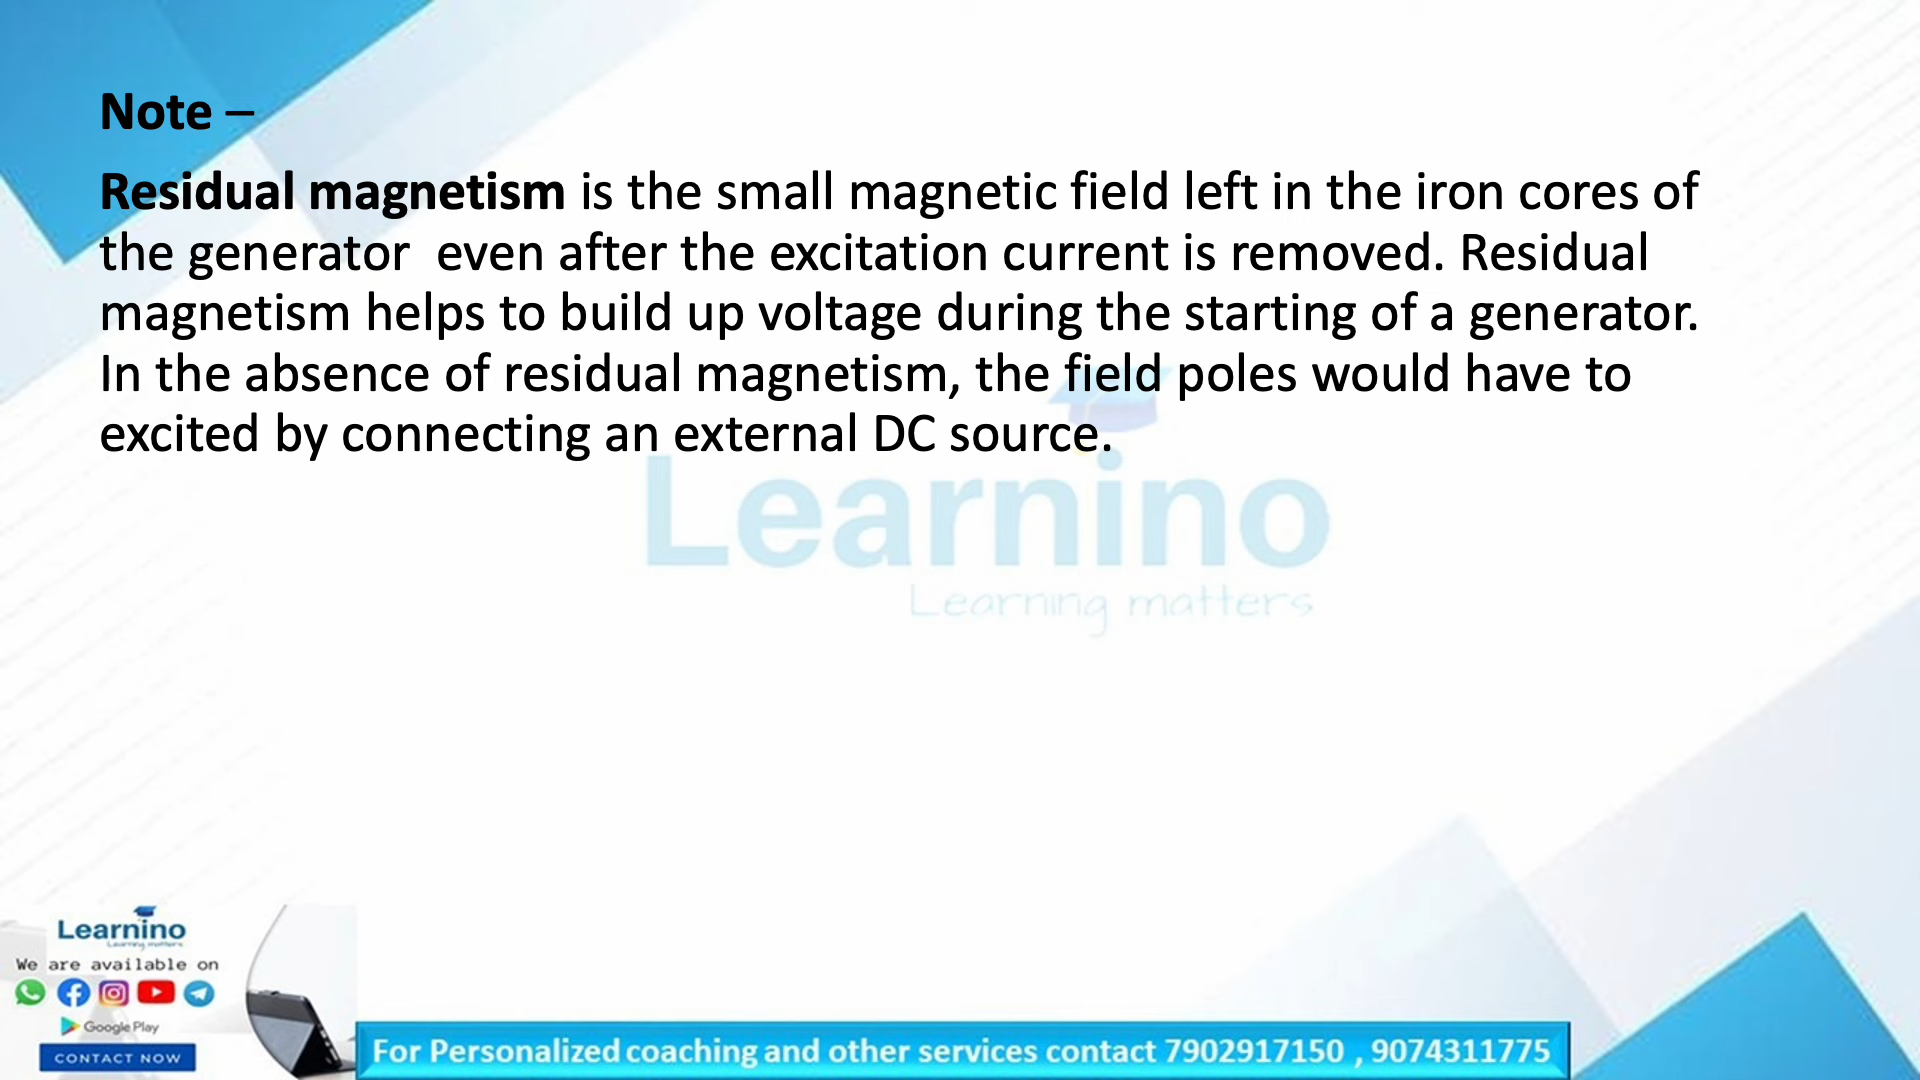 Note –
Residual magnetism is the small magnetic field left in the iron cores of
the generator  even after the excitation current is removed. Residual
magnetism helps to build up voltage during the starting of a generator.
In the absence of residual magnetism, the field poles would have to
excited by connecting an external DC source.
Learnino
Learning matters
Learnino
Learning matters
We are available on
Google Play
CONTACT NOW
For Personalized coaching and other services contact 7902917150 , 9074311775